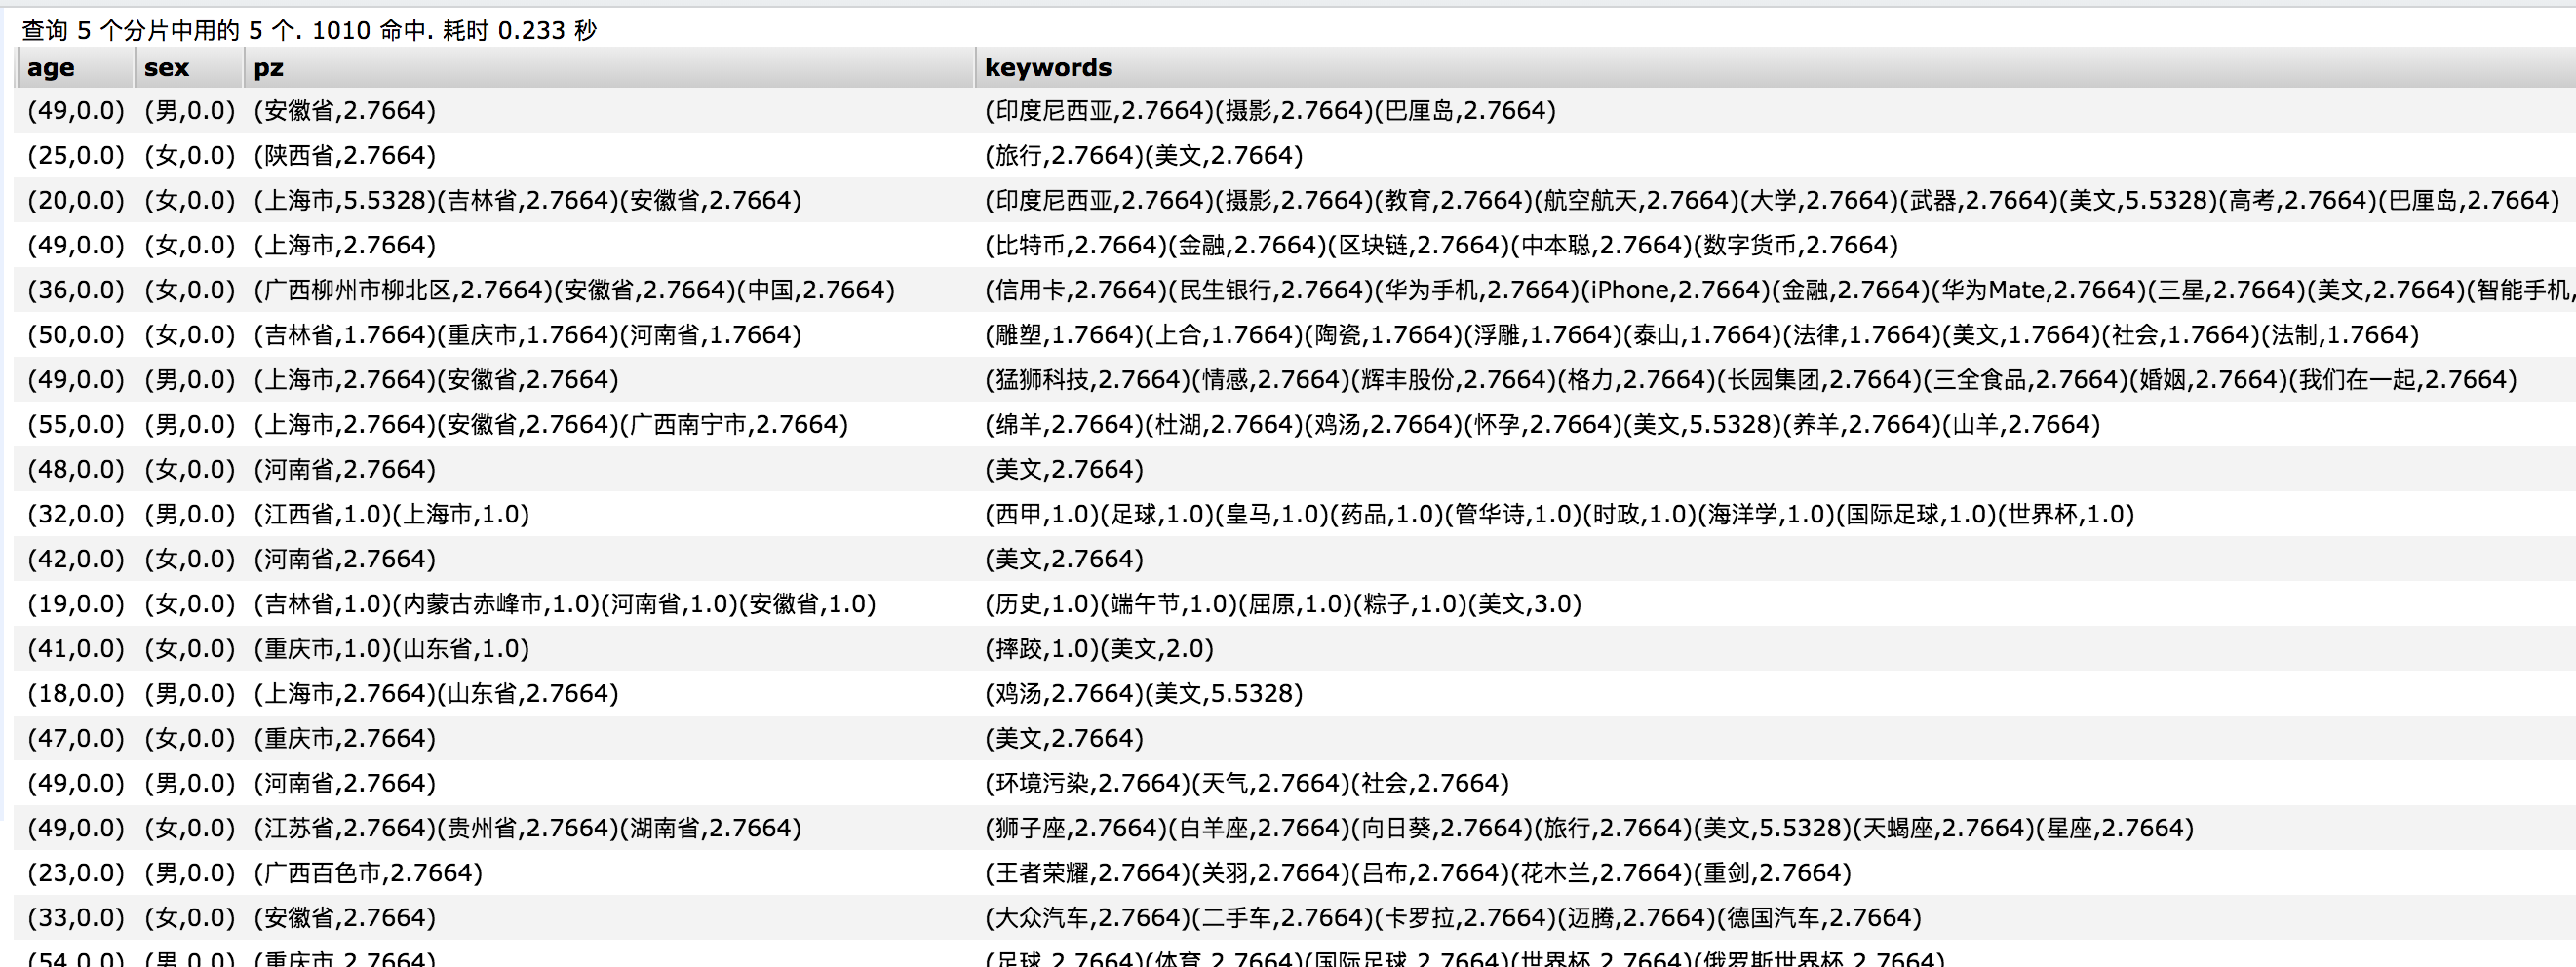 查询 5 个分片中用的 5 个. 1010 命中. 耗时 0.233 秒
age sex pz keywords
(49,0.0) (男,0.0) (安徽省,2.7664) (印度尼西亚,2.7664)(摄影,2.7664)(巴厘岛,2.7664)
(25,0.0) (女,0.0) (陕西省,2.7664) (旅行,2.7664)(美文,2.7664)
(20,0.0) (女,0.0) (上海市,5.5328)(吉林省,2.7664)(安徽省,2.7664) (印度尼西亚,2.7664)(摄影,2.7664)(教育,2.7664)(航空航天,2.7664)(大学,2.7664)(武器,2.7664)(美文,5.5328)(高考,2.7664)(巴厘岛,2.7664)
(49,0.0) (女,0.0) (上海市,2.7664) (比特币,2.7664)(金融,2.7664)(区块链,2.7664)(中本聪,2.7664)(数字货币,2.7664)
(36,0.0) (女,0.0) (广西柳州市柳北区,2.7664)(安徽省,2.7664)(中国,2.7664) (信用卡,2.7664)(民生银行,2.7664)(华为手机,2.7664)(iPhone,2.7664)(金融,2.7664)(华为Mate,2.7664)(三星,2.7664)(美文,2.7664)(智能手机,
(50,0.0) (女,0.0) (吉林省,1.7664)(重庆市,1.7664)(河南省,1.7664) (雕塑,1.7664)(上合,1.7664)(陶瓷,1.7664)(浮雕,1.7664)(泰山,1.7664)(法律,1.7664)(美文,1.7664)(社会,1.7664)(法制,1.7664)
(49,0.0) (男,0.0) (上海市,2.7664)(安徽省,2.7664) (猛狮科技,2.7664)(情感,2.7664)(辉丰股份,2.7664)(格力,2.7664)(长园集团,2.7664)(三全食品,2.7664)(婚姻,2.7664)(我们在一起,2.7664)
(55,0.0) (男,0.0) (上海市,2.7664)(安徽省,2.7664)(广西南宁市,2.7664) (绵羊,2.7664)(杜湖,2.7664)(鸡汤,2.7664)(怀孕,2.7664)(美文,5.5328)(养羊,2.7664)(山羊,2.7664)
(48,0.0) (女,0.0) (河南省,2.7664) (美文,2.7664)
(32,0.0) (男,0.0) (江西省,1.0)(上海市,1.0) (西甲,1.0)(足球,1.0)(皇马,1.0)(药品,1.0)(管华诗,1.0)(时政,1.0)(海洋学,1.0)(国际足球,1.0)(世界杯,1.0)
(42,0.0) (女,0.0) (河南省,2.7664) (美文,2.7664)
(19,0.0) (女,0.0) (吉林省,1.0)(内蒙古赤峰市,1.0)(河南省,1.0)(安徽省,1.0) (历史,1.0)(端午节,1.0)(屈原,1.0)(粽子,1.0)(美文,3.0)
(41,0.0) (女,0.0) (重庆市,1.0)(山东省,1.0) (摔跤,1.0)(美文,2.0)
(18,0.0) (男,0.0) (上海市,2.7664)(山东省,2.7664) (鸡汤,2.7664)(美文,5.5328)
(47,0.0) (女,0.0) (重庆市,2.7664) (美文,2.7664)
(49,0.0) (男,0.0) (河南省,2.7664) (环境污染,2.7664)(天气,2.7664)(社会,2.7664)
(49,0.0) (女,0.0) (江苏省,2.7664)(贵州省,2.7664)(湖南省,2.7664) (狮子座,2.7664)(白羊座,2.7664)(向日葵,2.7664)(旅行,2.7664)(美文,5.5328)(天蝎座,2.7664)(星座,2.7664)
(23,0.0) (男,0.0) (广西百色市,2.7664) (王者荣耀,2.7664)(关羽,2.7664)(吕布,2.7664)(花木兰,2.7664)(重剑,2.7664)
(33,0.0) (女,0.0) (安徽省,2.7664) (大众汽车,2.7664)(二手车,2.7664)(卡罗拉,2.7664)(迈腾,2.7664)(德国汽车,2.7664)
(54,0.0) (男,0.0) (重庆市,2.7664) (足球,2.7664)(体育,2.7664)(国际足球,2.7664)(世界杯,2.7664)(俄罗斯世界杯,2.7664)